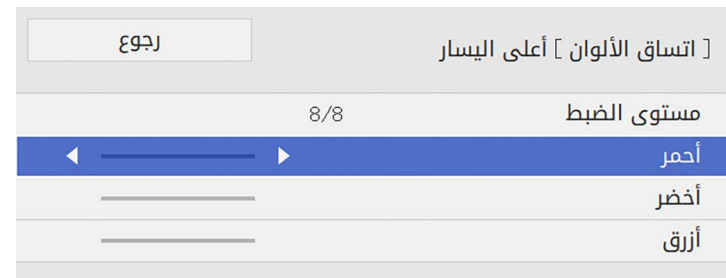 [ اتساق الألوان ] أعلى اليسار
رجوع
مستوى الضبط 8/8
أحمر
أخضر
أزرق